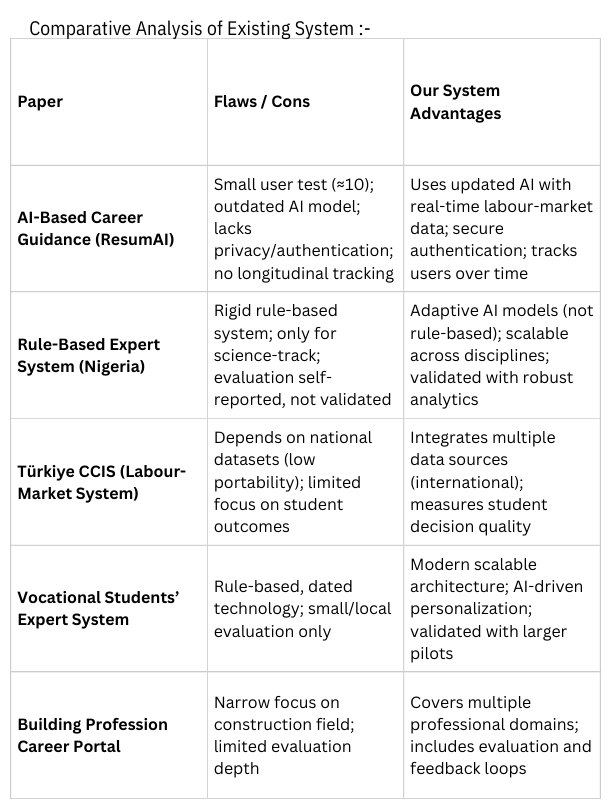 Comparative Analysis of Existing System :-
Paper
Flaws / Cons
Our System
Advantages
AI-Based Career
Guidance (ResumAI)
Small user test (≈10);
outdated AI model;
lacks
privacy/authentication;
no longitudinal tracking
Uses updated AI with
real-time labour-market
data; secure
authentication; tracks
users over time
Rule-Based Expert
System (Nigeria)
Rigid rule-based
system; only for
science-track;
evaluation self-
reported, not validated
Adaptive AI models (not
rule-based); scalable
across disciplines;
validated with robust
analytics
Türkiye CCIS (Labour-
Market System)
Depends on national
datasets (low
portability); limited
focus on student
outcomes
Integrates multiple
data sources
(international);
measures student
decision quality
Vocational Students’
Expert System
Rule-based, dated
technology; small/local
evaluation only
Modern scalable
architecture; AI-driven
personalization;
validated with larger
pilots
Building Profession
Career Portal
Narrow focus on
construction field;
limited evaluation
depth
Covers multiple
professional domains;
includes evaluation and
feedback loops